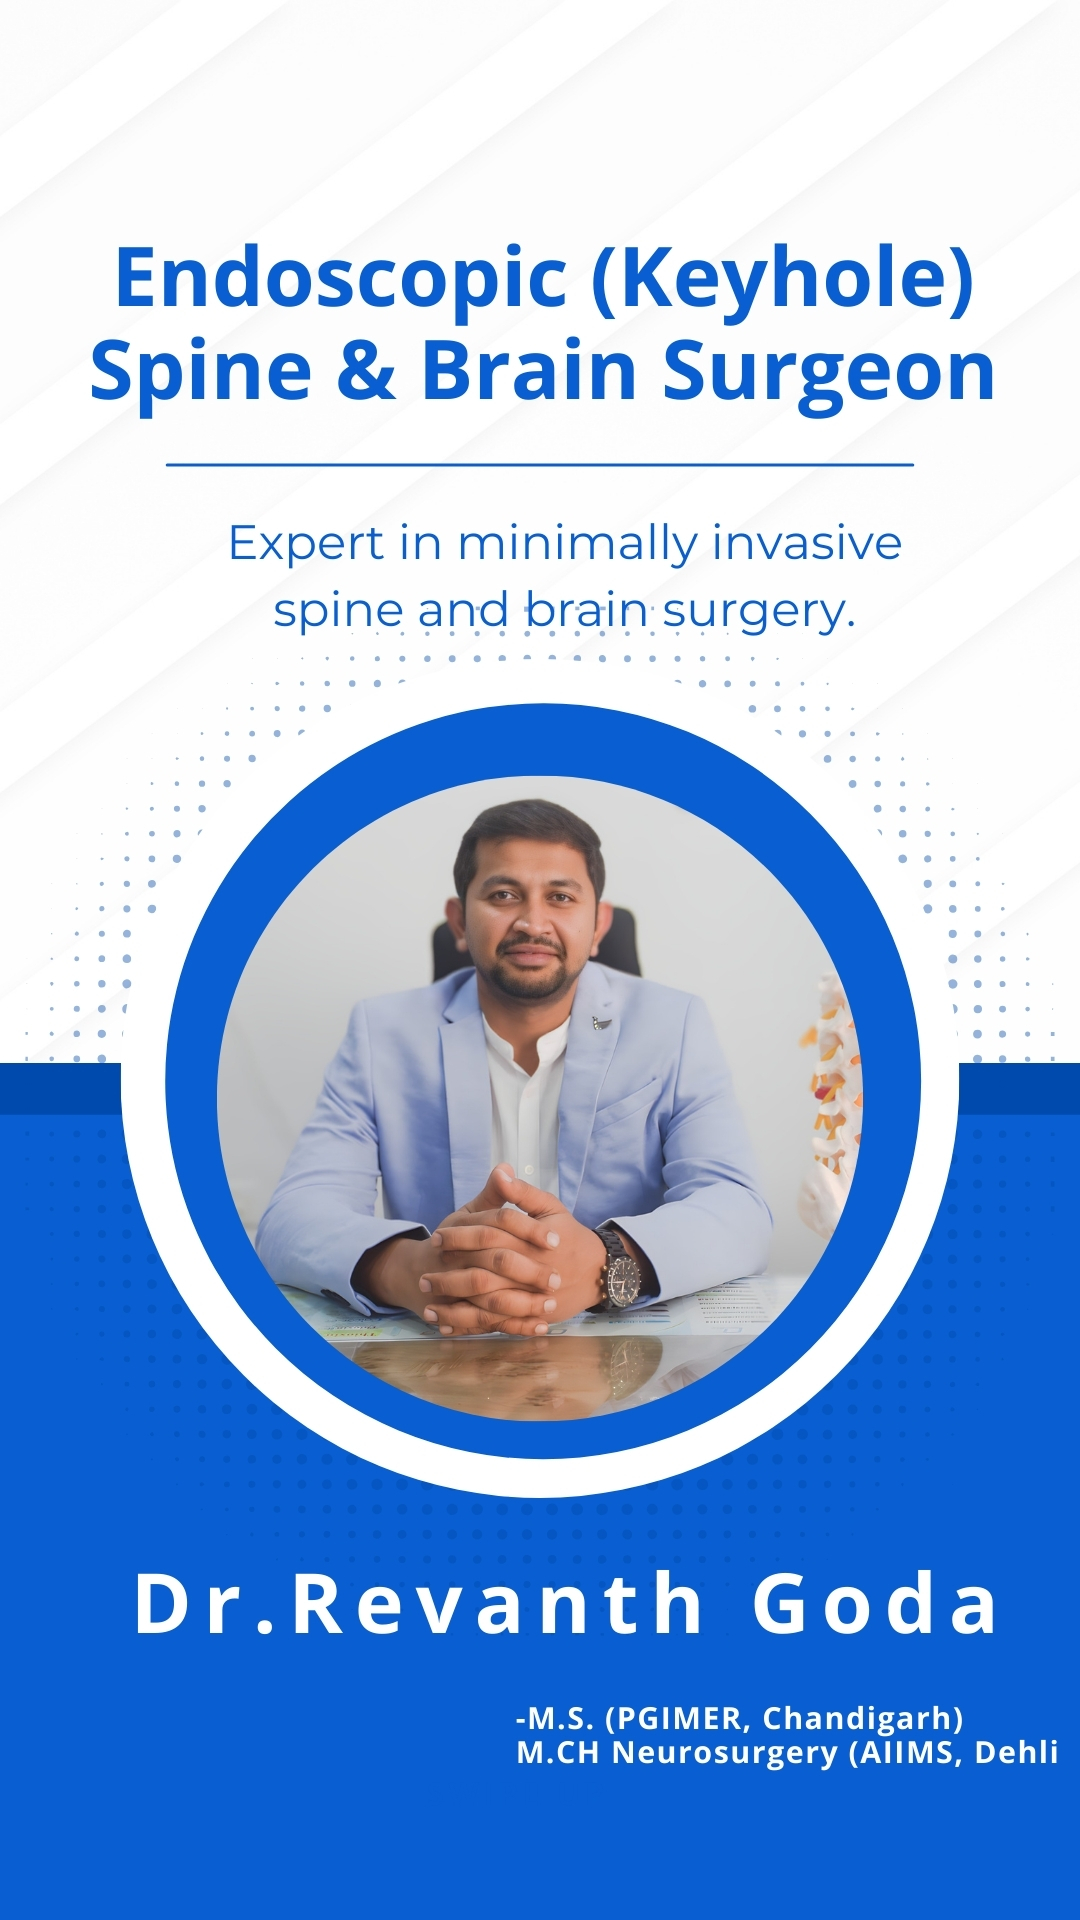 Endoscopic (Keyhole)
Spine & Brain Surgeon
Expert in minimally invasive
spine and brain surgery.
Dr.Revanth Goda
-M.S. (PGIMER, Chandigarh)
M.CH Neurosurgery (AIIMS, Dehli